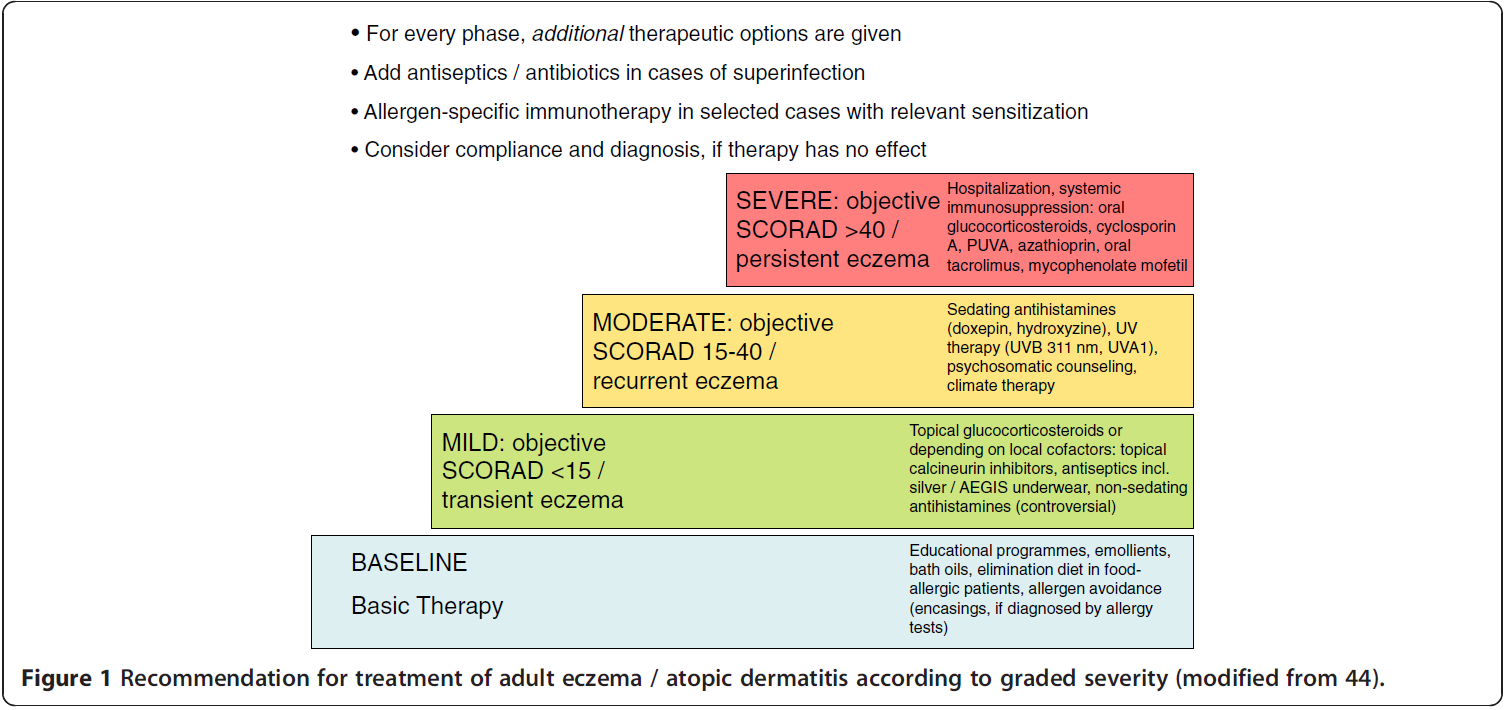 • For every phase, additional therapeutic options are given
• Add antiseptics / antibiotics in cases of superinfection
• Allergen-specific immunotherapy in selected cases with relevant sensitization
• Consider compliance and diagnosis, if therapy has no effect
SEVERE: objective
SCORAD >40 /
persistent eczema
Hospitalization, systemic
immunosuppression: oral
glucocorticosteroids, cyclosporin
A, PUVA, azathioprin, oral
tacrolimus, mycophenolate mofetil
MODERATE: objective
SCORAD 15-40 /
recurrent eczema
Sedating antihistamines
(doxepin, hydroxyzine), UV
therapy (UVB 311 nm, UVA1),
psychosomatic counseling,
climate therapy
MILD: objective
SCORAD <15 /
transient eczema
Topical glucocorticosteroids or
depending on local cofactors: topical
calcineurin inhibitors, antiseptics incl.
silver / AEGIS underwear, non-sedating
antihistamines (controversial)
BASELINE
Basic Therapy
Educational programmes, emollients,
bath oils, elimination diet in food-
allergic patients, allergen avoidance
(encasings, if diagnosed by allergy
tests)
Figure 1 Recommendation for treatment of adult eczema / atopic dermatitis according to graded severity (modified from 44).